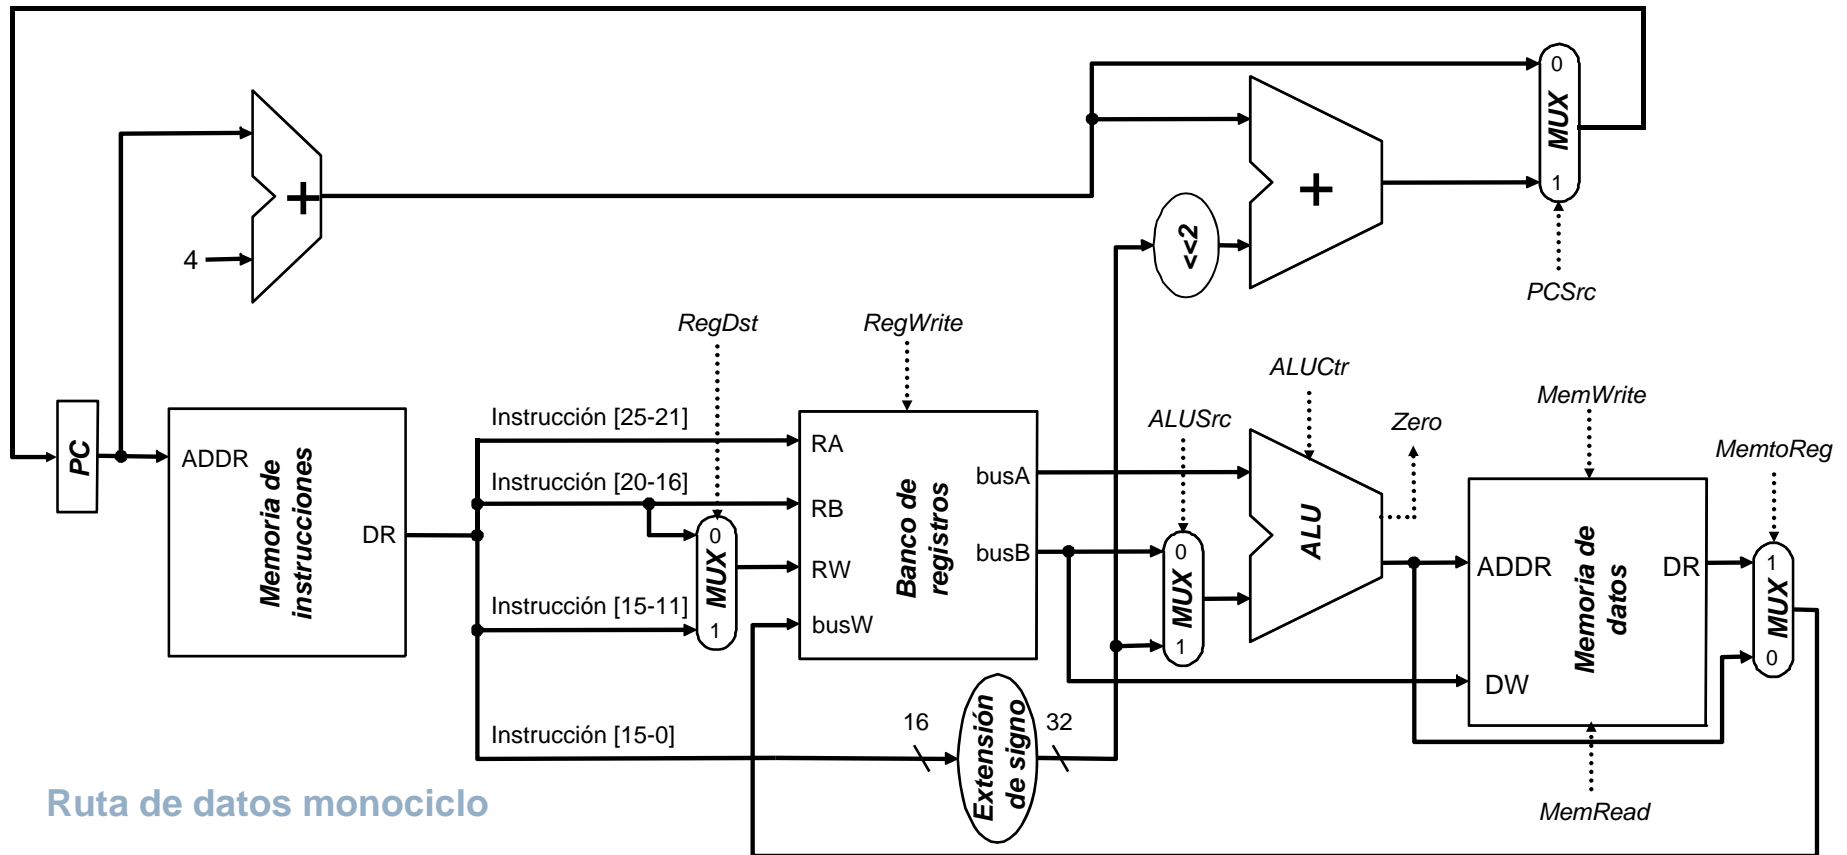 0
MUX
1
+
+
<<2
4
PCSrc
RegDst
RegWrite
ALUCtr
MemWrite
ALUSrc
Zero
MemtoReg
PC
ADDR
Memoria de
instrucciones
DR
Instrucción [25-21]
Instrucción [20-16]
Instrucción [15-11]
Instrucción [15-0]
0
MUX
1
RA
RB
RW
busW
Banco de
registros
busA
busB
0
MUX
1
ALU
ADDR
DW
Memoria de
datos
DR
1
MUX
0
16
Extensión
de signo
32
MemRead
Ruta de datos monociclo